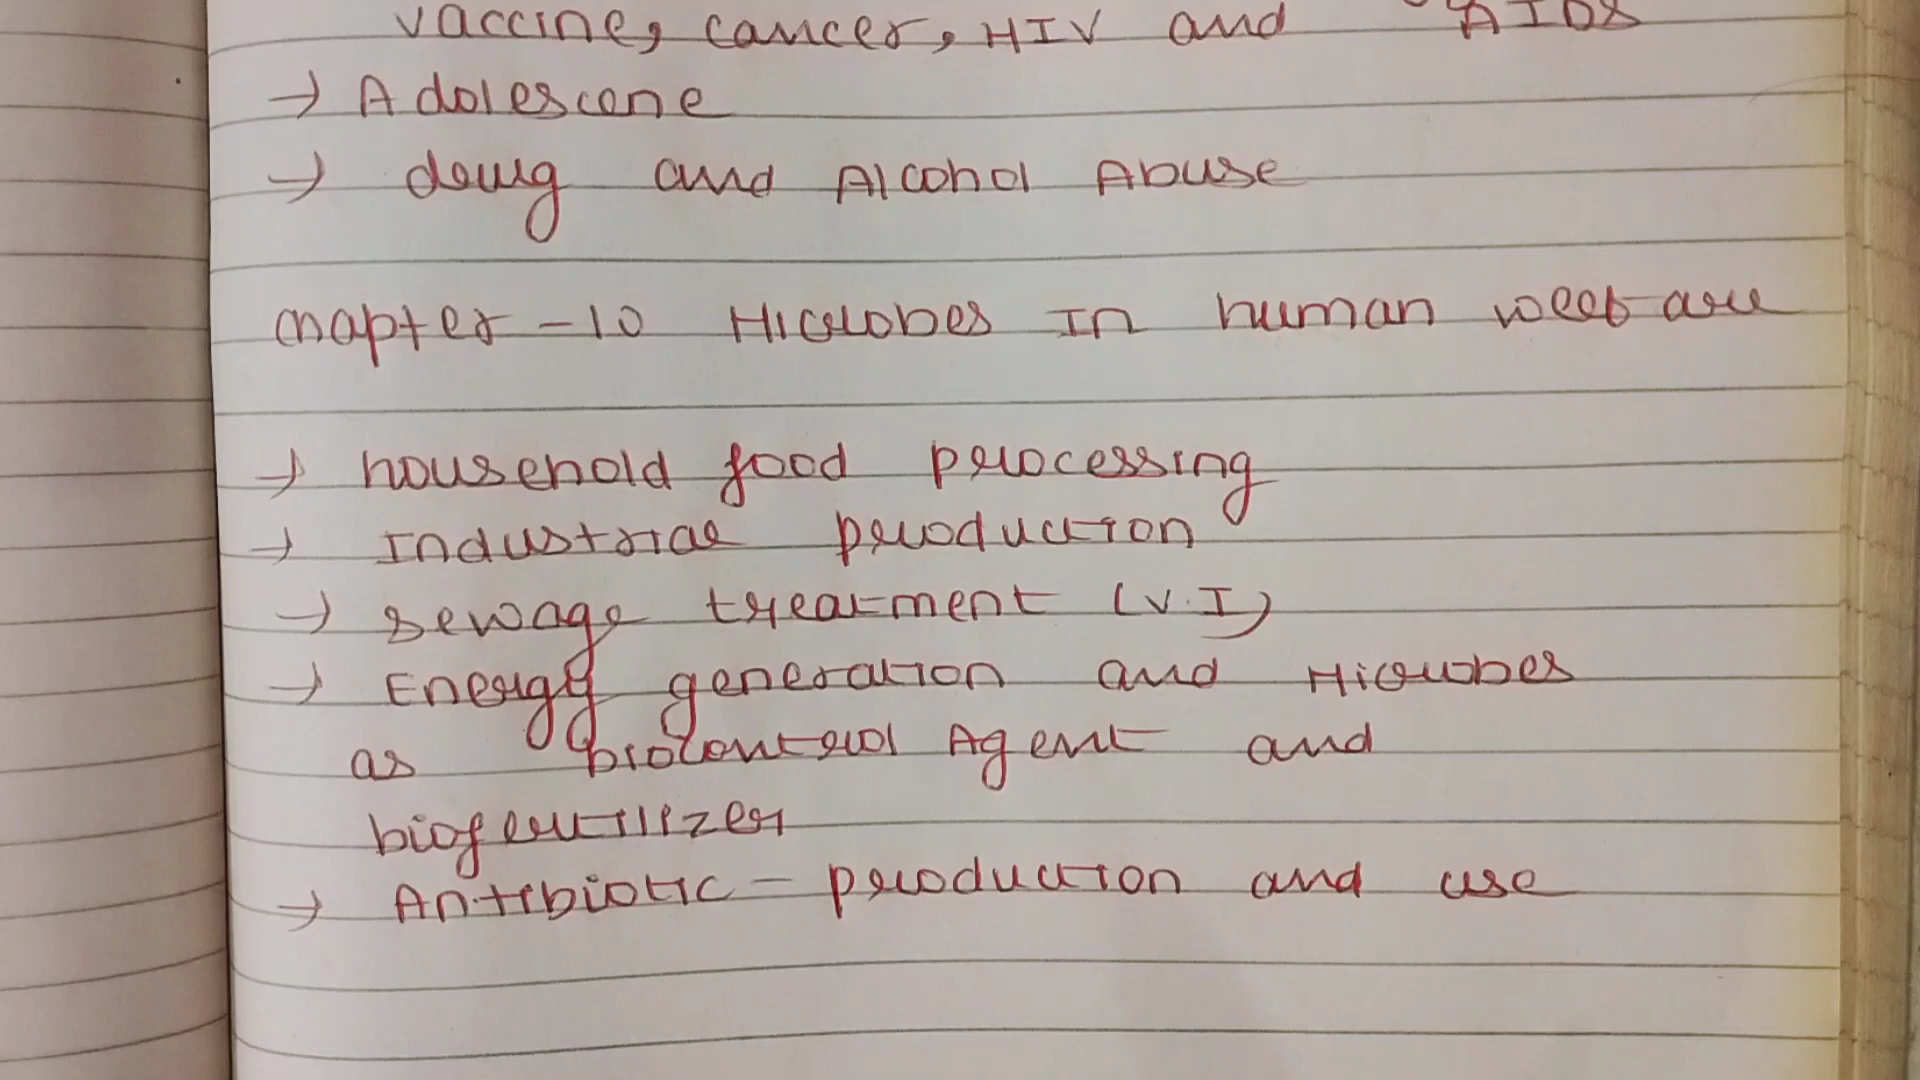 vaccine, cancer, HIV and AIDS
→ Adolescene
→ drug and Alcohol Abuse
chapter - 10 Microbes In human welfare
→ household food processing
→ Industrial production
→ sewage treatment (V.I)
→ Energy generation and Microbes
as biocontrol Agent and
biofertilizer
→ Antibiotic - production and use